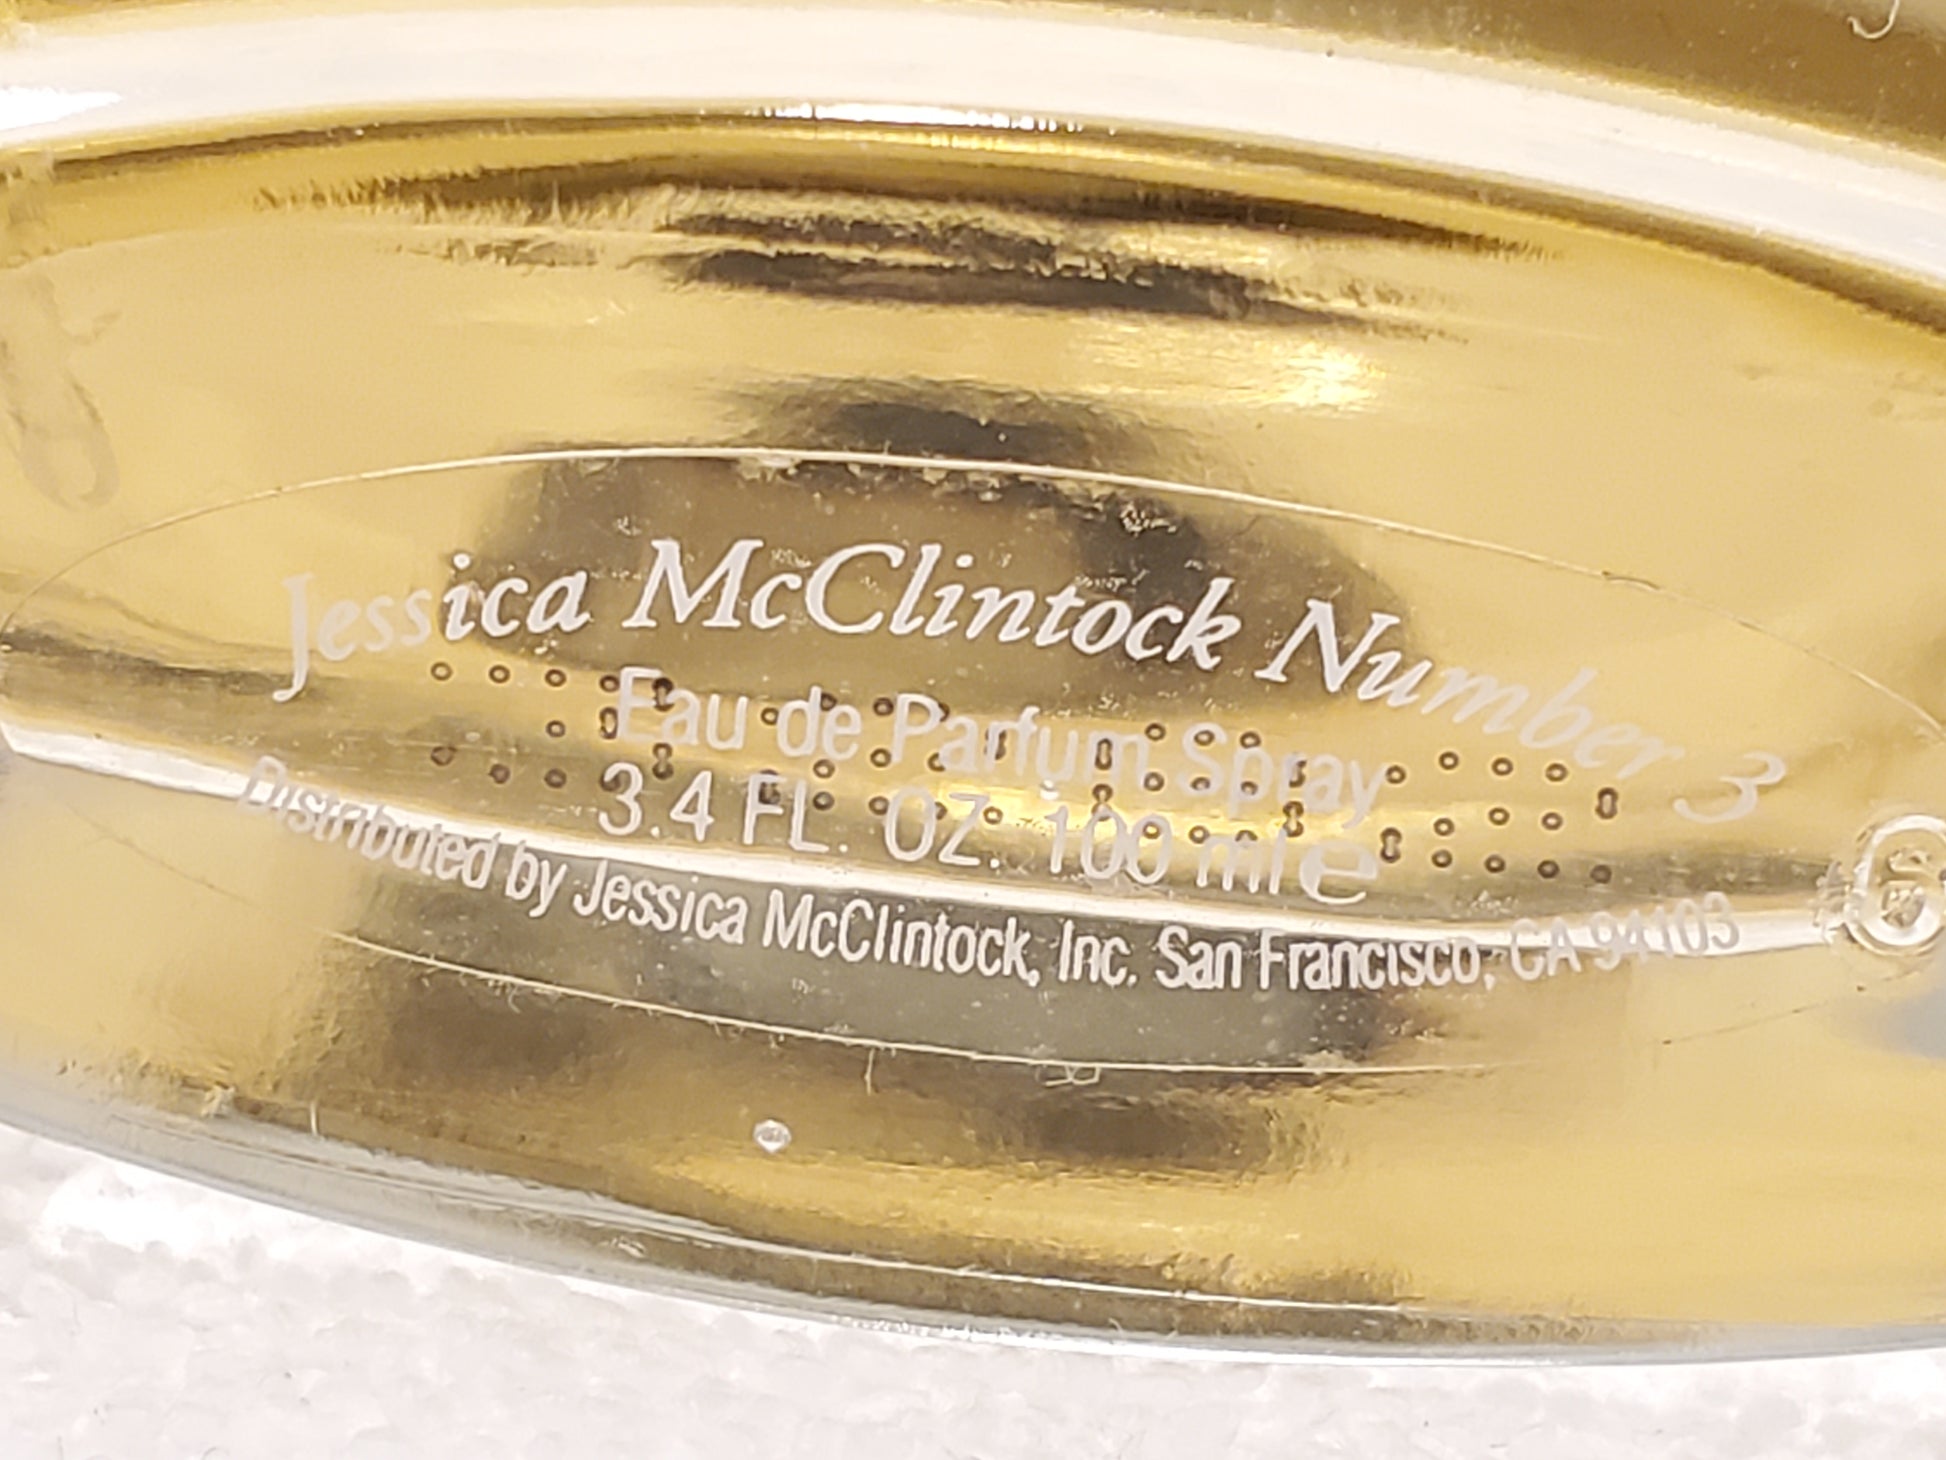 Jessica McClintock Number 3
Eau de Parfum Spray
3.4 FL. OZ. 100 ml e
Distributed by Jessica McClintock, Inc. San Francisco, CA 94103